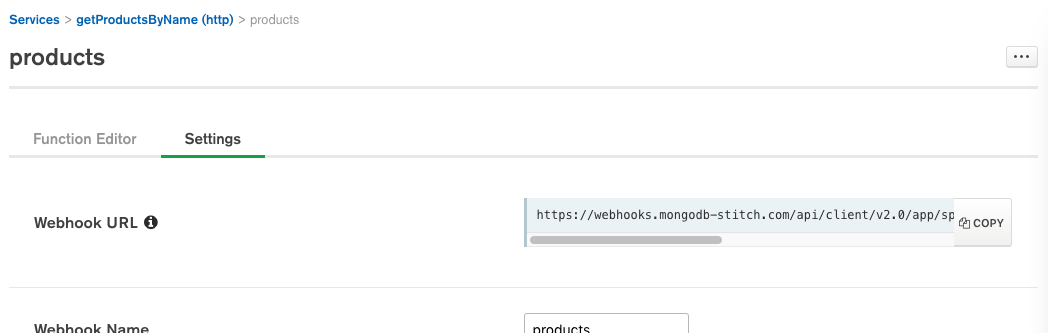 Services > getProductsByName (http) > products
products
Function Editor Settings
Webhook URL https://webhooks.mongodb-stitch.com/api/client/v2.0/app/sp COPY
Webhook Name products